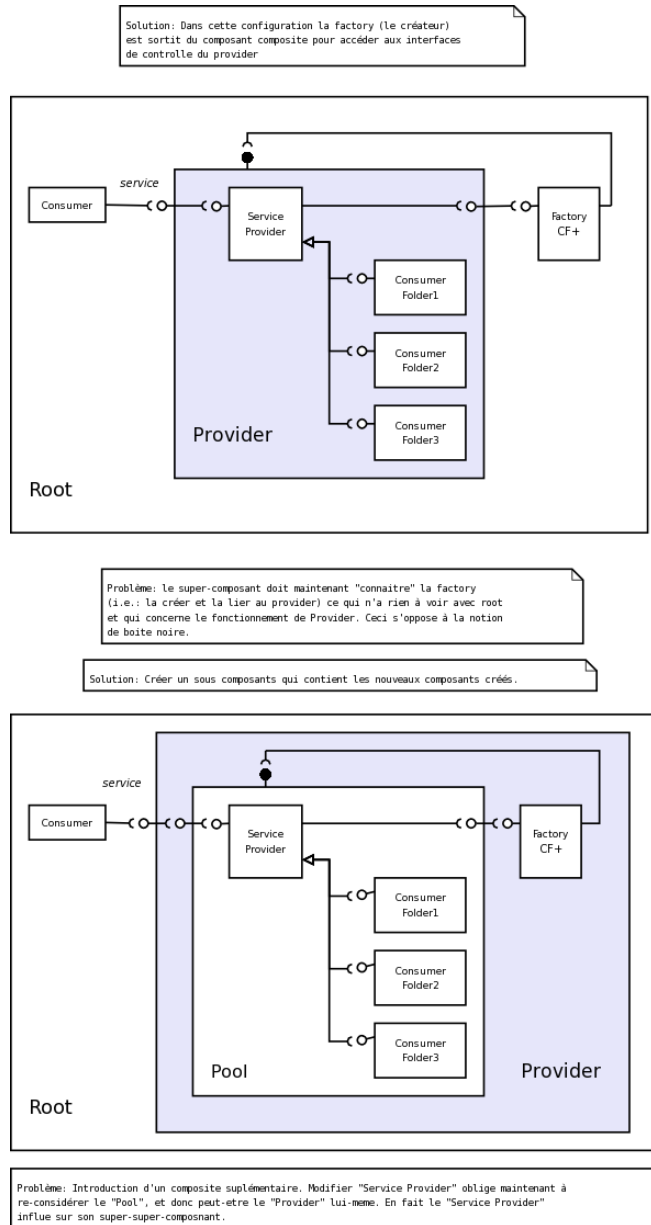 Solution: Dans cette configuration la factory (le créateur)
est sortit du composant composite pour accéder aux interfaces
de controlle du provider
service
Consumer
Service
Provider
Factory
CF+
Consumer
Folder1
Consumer
Folder2
Consumer
Folder3
Provider
Root
Problème: le super-composant doit maintenant "connaitre" la factory
(i.e.: la créer et la lier au provider) ce qui n'a rien à voir avec root
et qui concerne le fonctionnement de Provider. Ceci s'oppose à la notion
de boite noire.
Solution: Créer un sous composants qui contient les nouveaux composants créés.
service
Consumer
Service
Provider
Factory
CF+
Consumer
Folder1
Consumer
Folder2
Consumer
Folder3
Pool
Provider
Root
Problème: Introduction d'un composite suplémentaire. Modifier "Service Provider" oblige maintenant à
re-considérer le "Pool", et donc peut-etre le "Provider" lui-meme. En fait le "Service Provider"
influe sur son super-super-composnant.